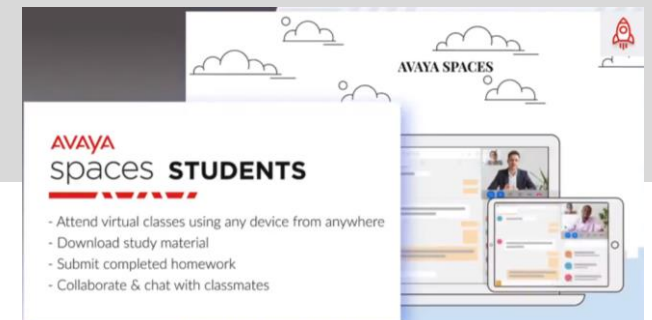 AVAYA SPACES
AVAYA
spaces STUDENTS
- Attend virtual classes using any device from anywhere
- Download study material
- Submit completed homework
- Collaborate & chat with classmates